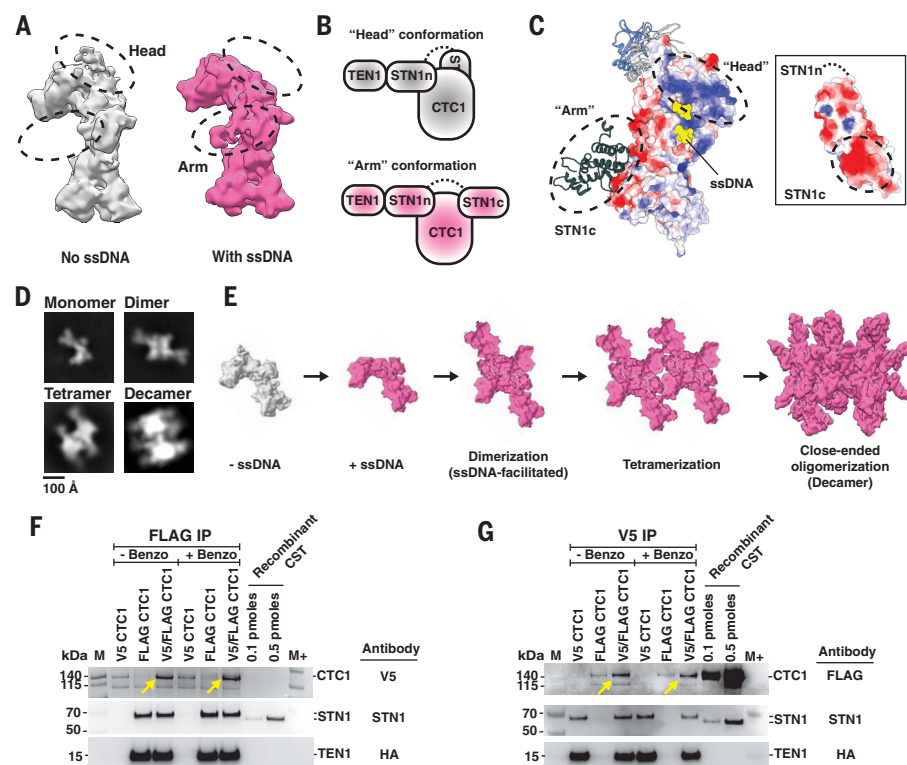 A
Head
Arm
No ssDNA
With ssDNA
B
“Head” conformation
TEN1
STN1n
ST
CTC1
“Arm” conformation
TEN1
STN1n
STN1c
CTC1
C
“Head”
“Arm”
ssDNA
STN1c
STN1n
STN1c
D
Monomer
Dimer
Tetramer
Decamer
100 Å
E
- ssDNA
+ ssDNA
Dimerization
(ssDNA-facilitated)
Tetramerization
Close-ended
oligomerization
(Decamer)
F
FLAG IP
- Benzo
+ Benzo
Recombinant
CST
kDa
M
V5 CTC1
FLAG CTC1
V5/FLAG CTC1
V5 CTC1
FLAG CTC1
V5/FLAG CTC1
0.1 pmoles
0.5 pmoles
M+
Antibody
140
115
CTC1
V5
70
50
STN1
STN1
15
TEN1
HA
G
V5 IP
- Benzo
+ Benzo
Recombinant
CST
kDa
M
V5 CTC1
FLAG CTC1
V5/FLAG CTC1
V5 CTC1
FLAG CTC1
V5/FLAG CTC1
0.1 pmoles
0.5 pmoles
M+
Antibody
140
115
CTC1
FLAG
70
50
STN1
STN1
15
TEN1
HA